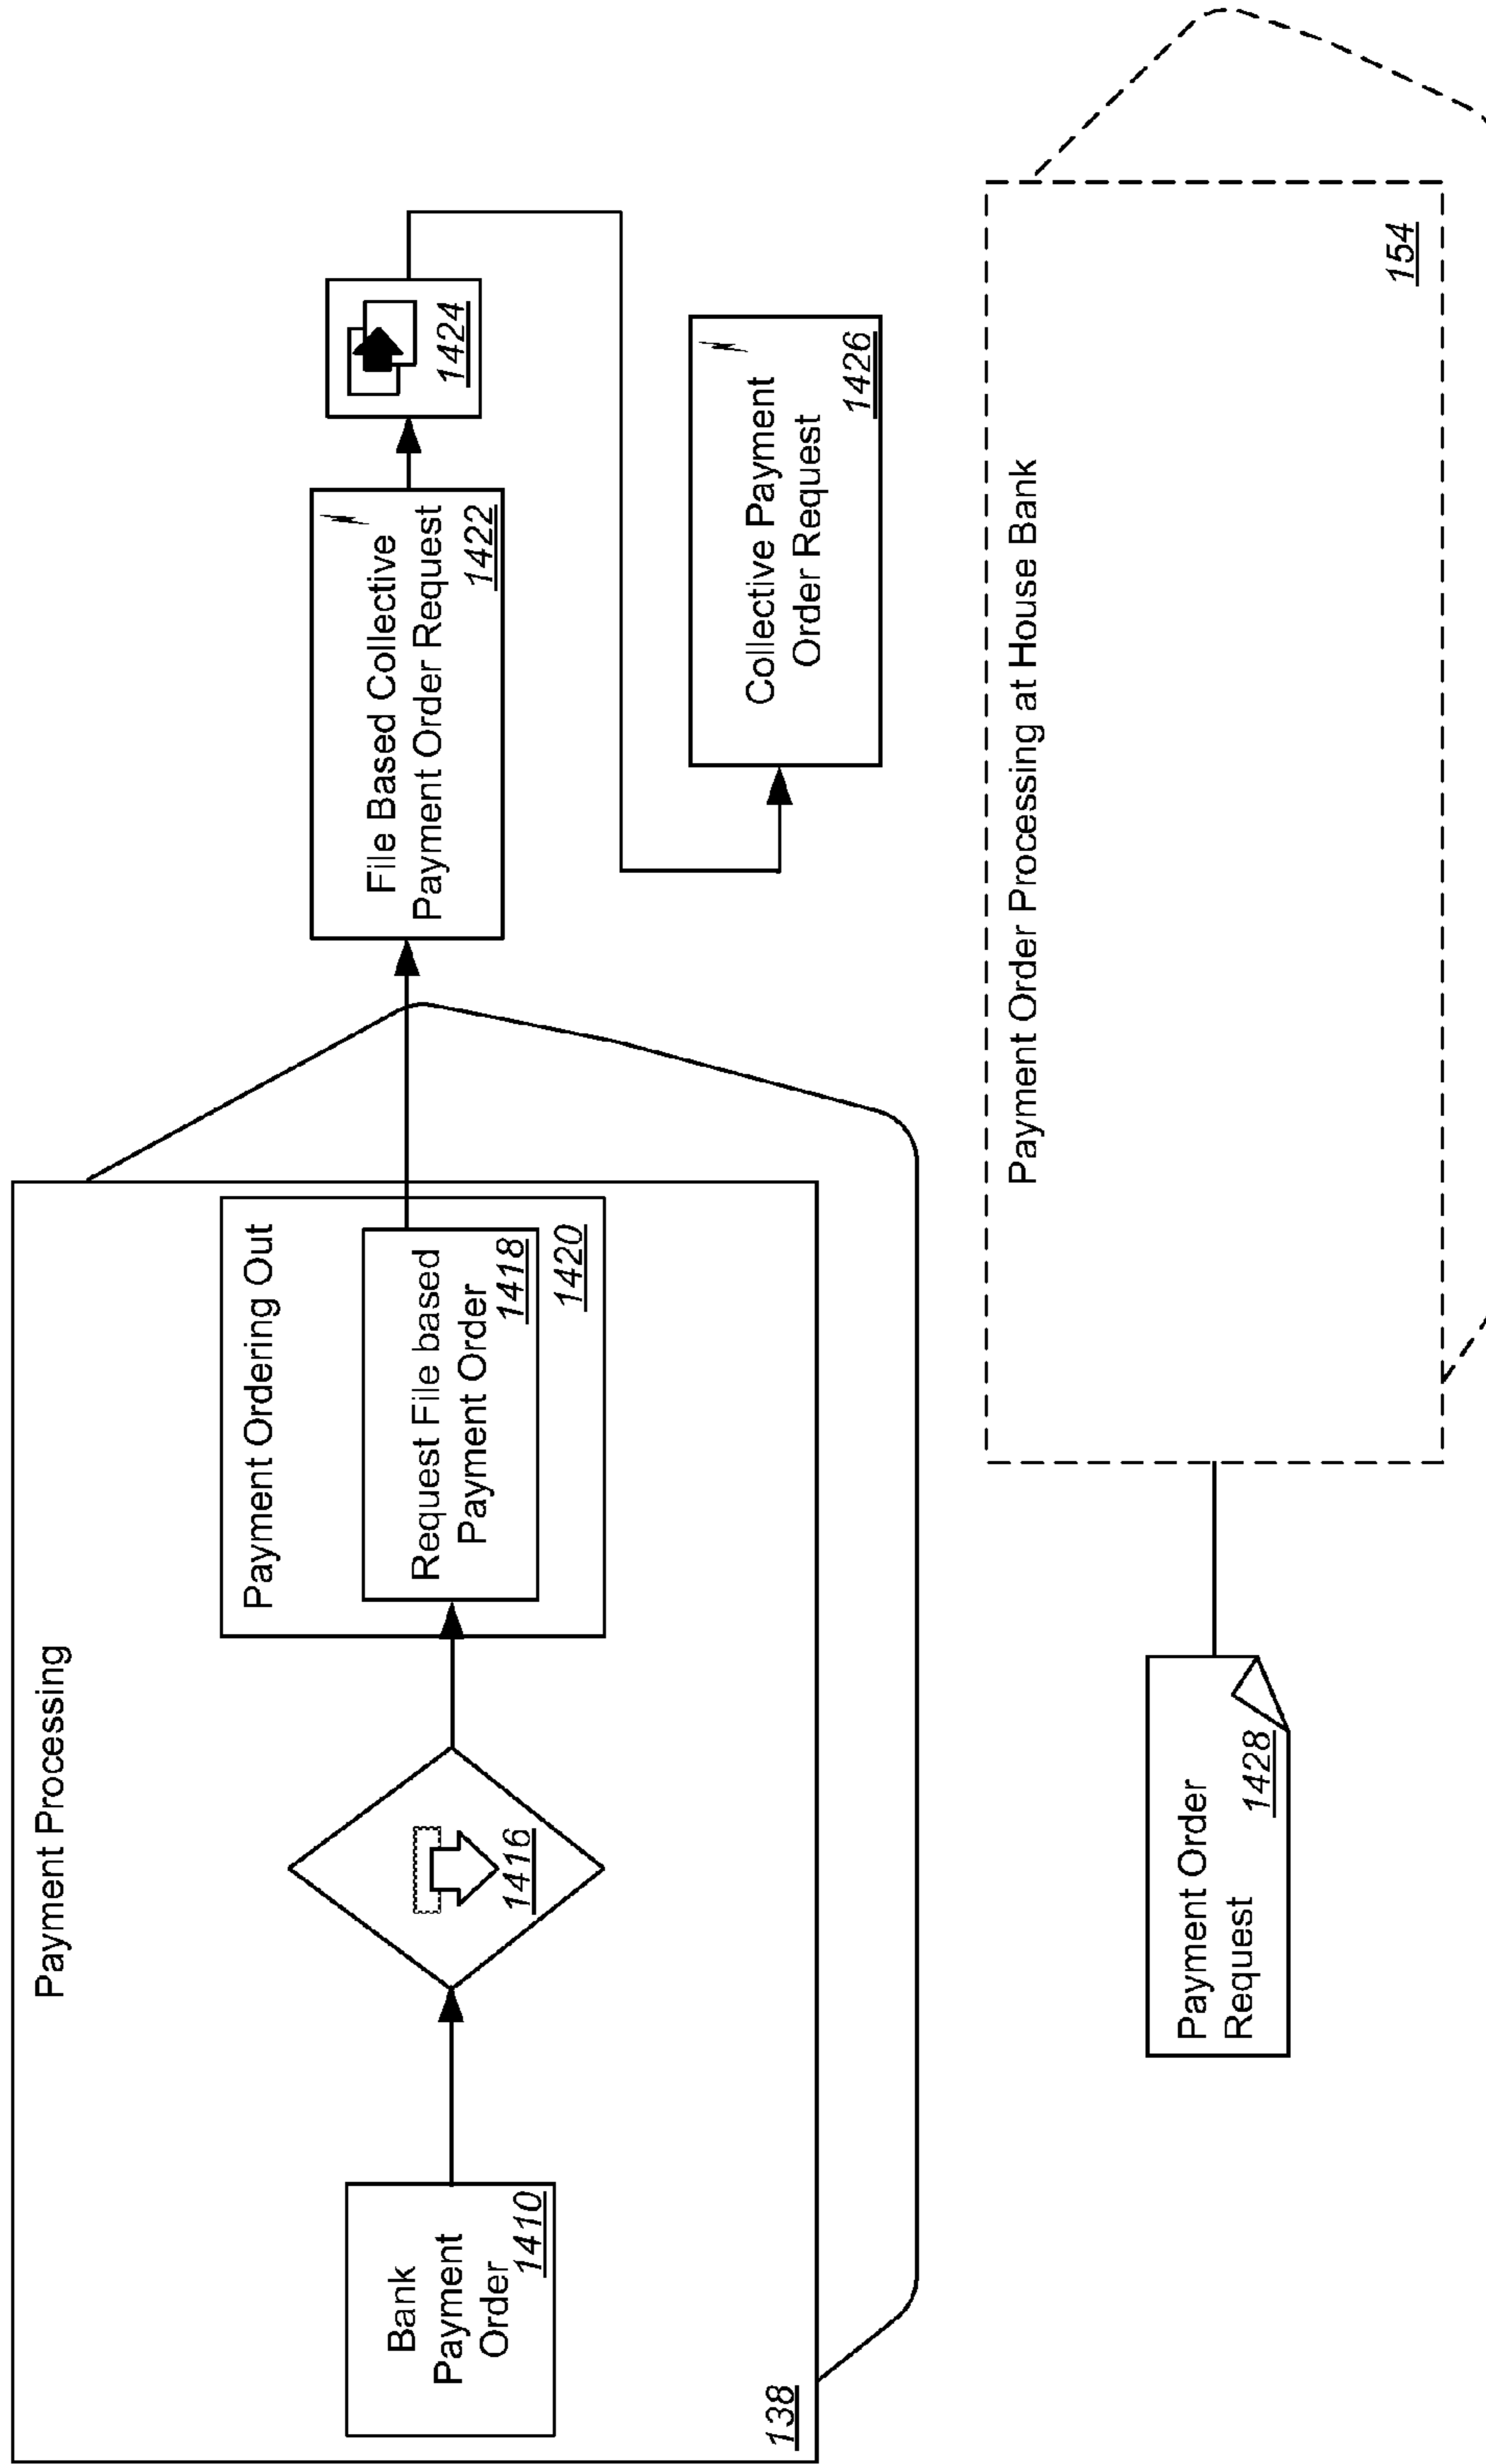 Payment Processing
Bank
Payment
Order
1410
1416
Payment Ordering Out
Request File based
Payment Order
1418
1420
138
File Based Collective
Payment Order Request
1422
1424
Collective Payment
Order Request
1426
Payment Order
Request
1428
Payment Order Processing at House Bank
154